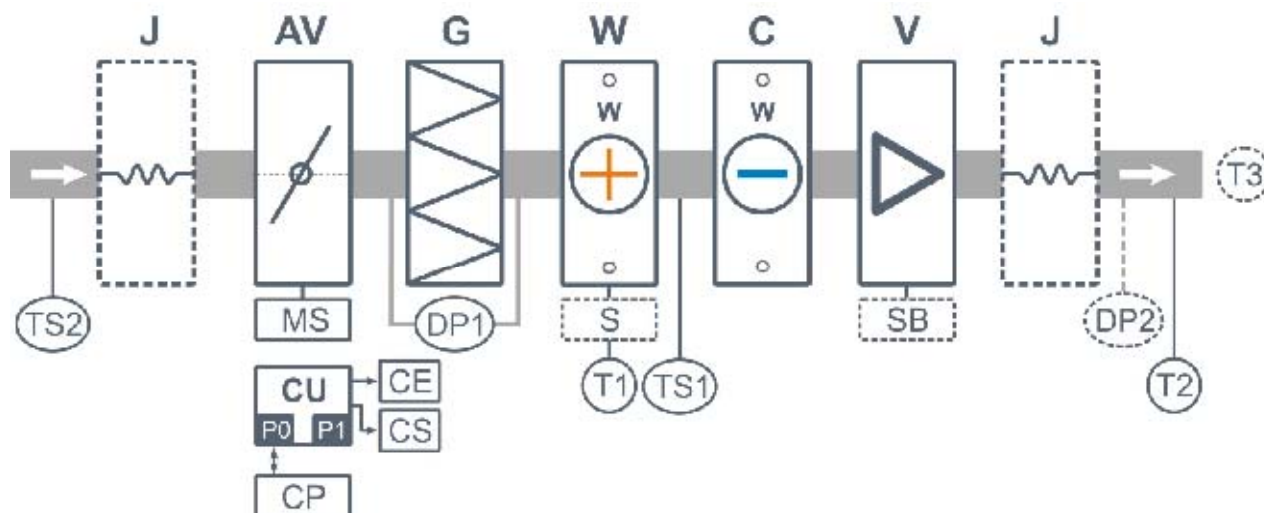 J AV G W C V J
W W
T3
TS2 MS DP1 S SB DP2
T1 TS1 T2
CU CE
P0 P1 CS
CP